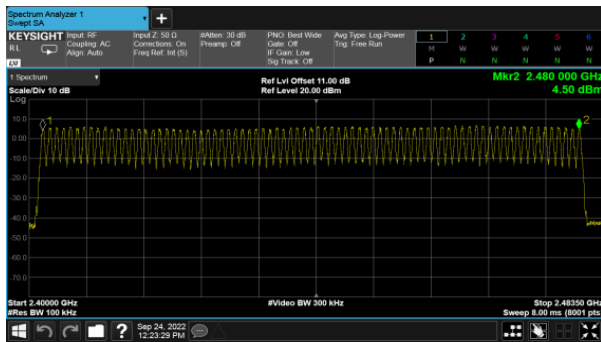 Spectrum Analyzer 1
Swept SA
+
KEYSIGHT
RL
Input: RF
Coupling: AC
Align: Auto
Input Z: 50 Ω
Corrections: On
Freq Ref: Int (S)
#Atten: 30 dB
Preamp: Off
PNO: Best Wide
Gate: Off
IF Gain: Low
Sig Track: Off
Avg Type: Log-Power
Trig: Free Run
1 2 3 4 5 6
M W W W W W
P N N N N N
1 Spectrum
Scale/Div 10 dB
Ref Lvl Offset 11.00 dB
Ref Level 20.00 dBm
Mkr2 2.480 000 GHz
4.50 dBm
Log
10.0
0.00
-10.0
-20.0
-30.0
-40.0
-50.0
-60.0
-70.0
1
2
Start 2.40000 GHz
#Res BW 100 kHz
#Video BW 300 kHz
Stop 2.48350 GHz
Sweep 8.00 ms (8001 pts)
?
Sep 24, 2022
12:23:29 PM